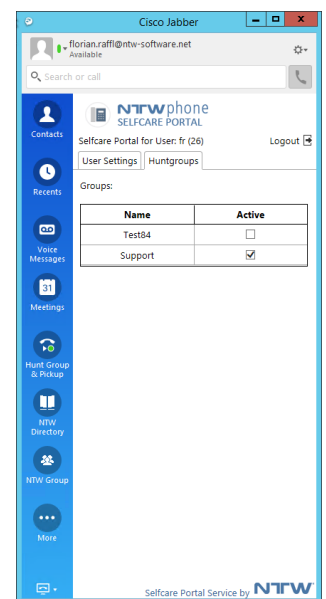 Cisco Jabber
florian.raffl@ntw-software.net
Available
Search or call
Contacts
Recents
Voice
Messages
31
Meetings
Hunt Group
& Pickup
NTW
Directory
NTW Group
More
NTW phone
SELFCARE PORTAL
Selfcare Portal for User: fr (26)
Logout
User Settings
Huntgroups
Groups:
Name Active
Test84
Support
Selfcare Portal Service by NTW